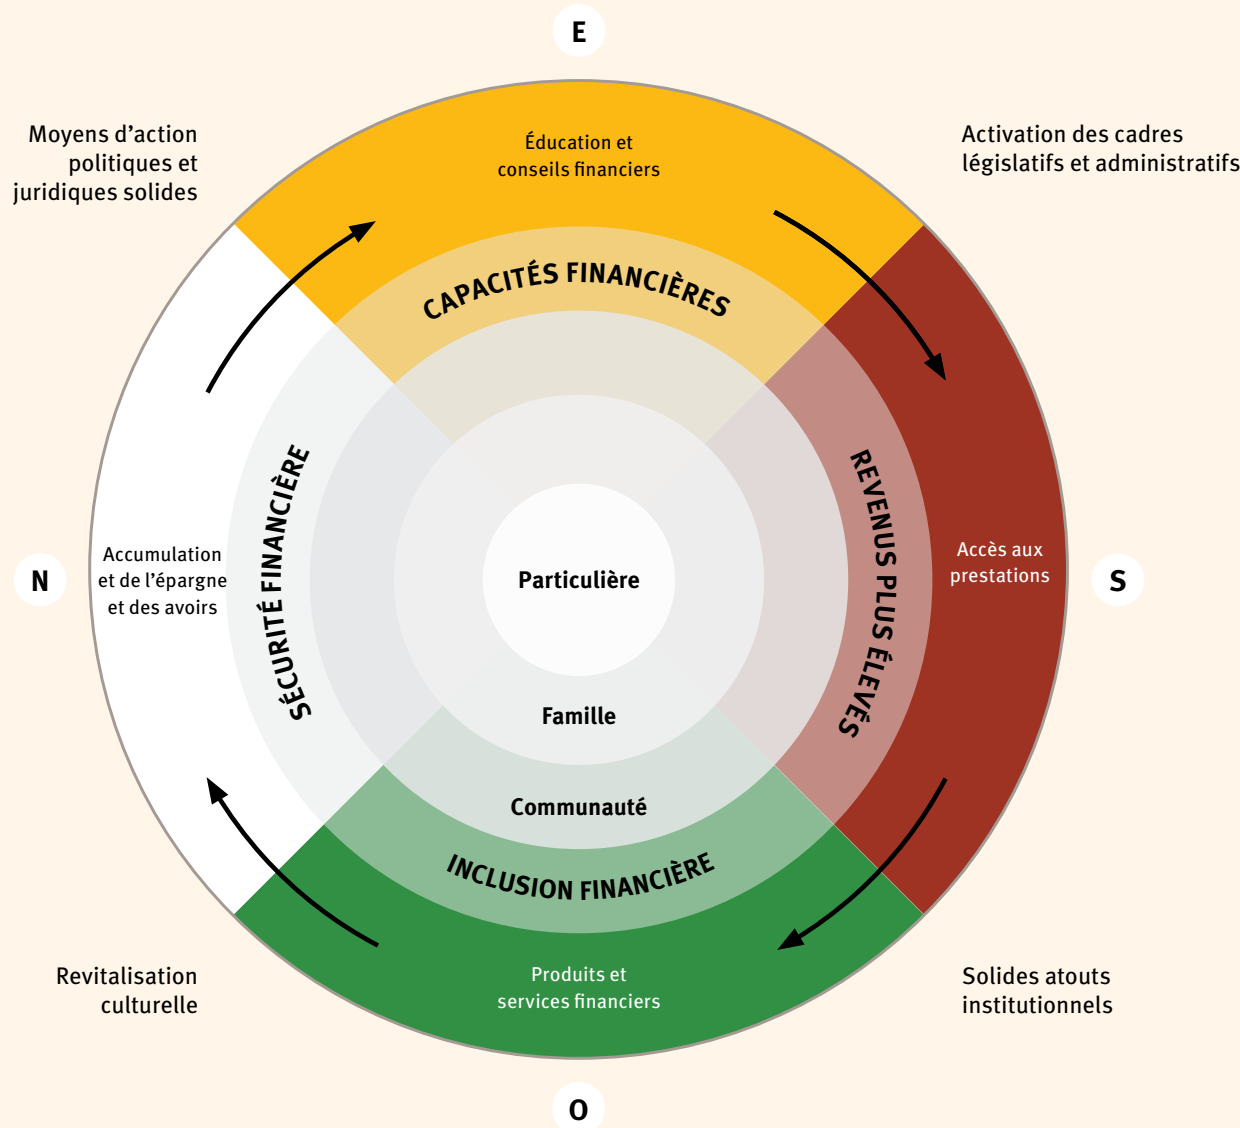 E
Moyens d’action
politiques et
juridiques solides
Éducation et
conseils financiers
Activation des cadres
législatifs et administratifs
CAPACITÉS FINANCIÈRES
N
Accumulation
et de l’épargne
et des avoirs
SÉCURITÉ FINANCIÈRE
Particulière
REVENUS PLUS ÉLEVÉS
Accès aux
prestations
S
Famille
Communauté
INCLUSION FINANCIÈRE
Revitalisation
culturelle
Produits et
services financiers
Solides atouts
institutionnels
O